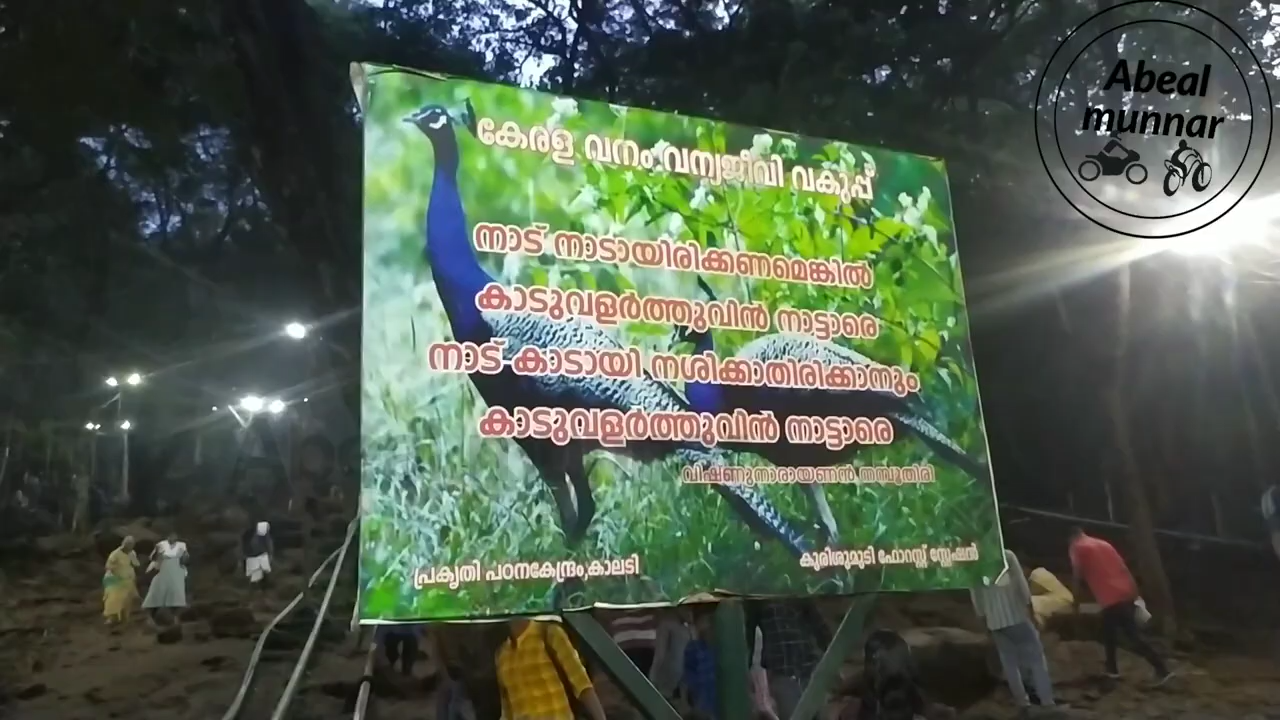 Abeal
munnar
കേരള വനം വന്യജീവി വകുപ്പ്
നാട് നാടായിരിക്കണമെങ്കിൽ
കാടുവളർത്തുവിൻ നാട്ടാരെ
നാട് കാടായി നശിക്കാതിരിക്കാനും
കാടുവളർത്തുവിൻ നാട്ടാരെ
വിഷ്ണുനാരായണൻ നമ്പൂതിരി
പ്രകൃതി പഠനകേന്ദ്രം,കാലടി
കുരിശുമുടി ഫോറസ്റ്റ് സ്റ്റേഷൻ